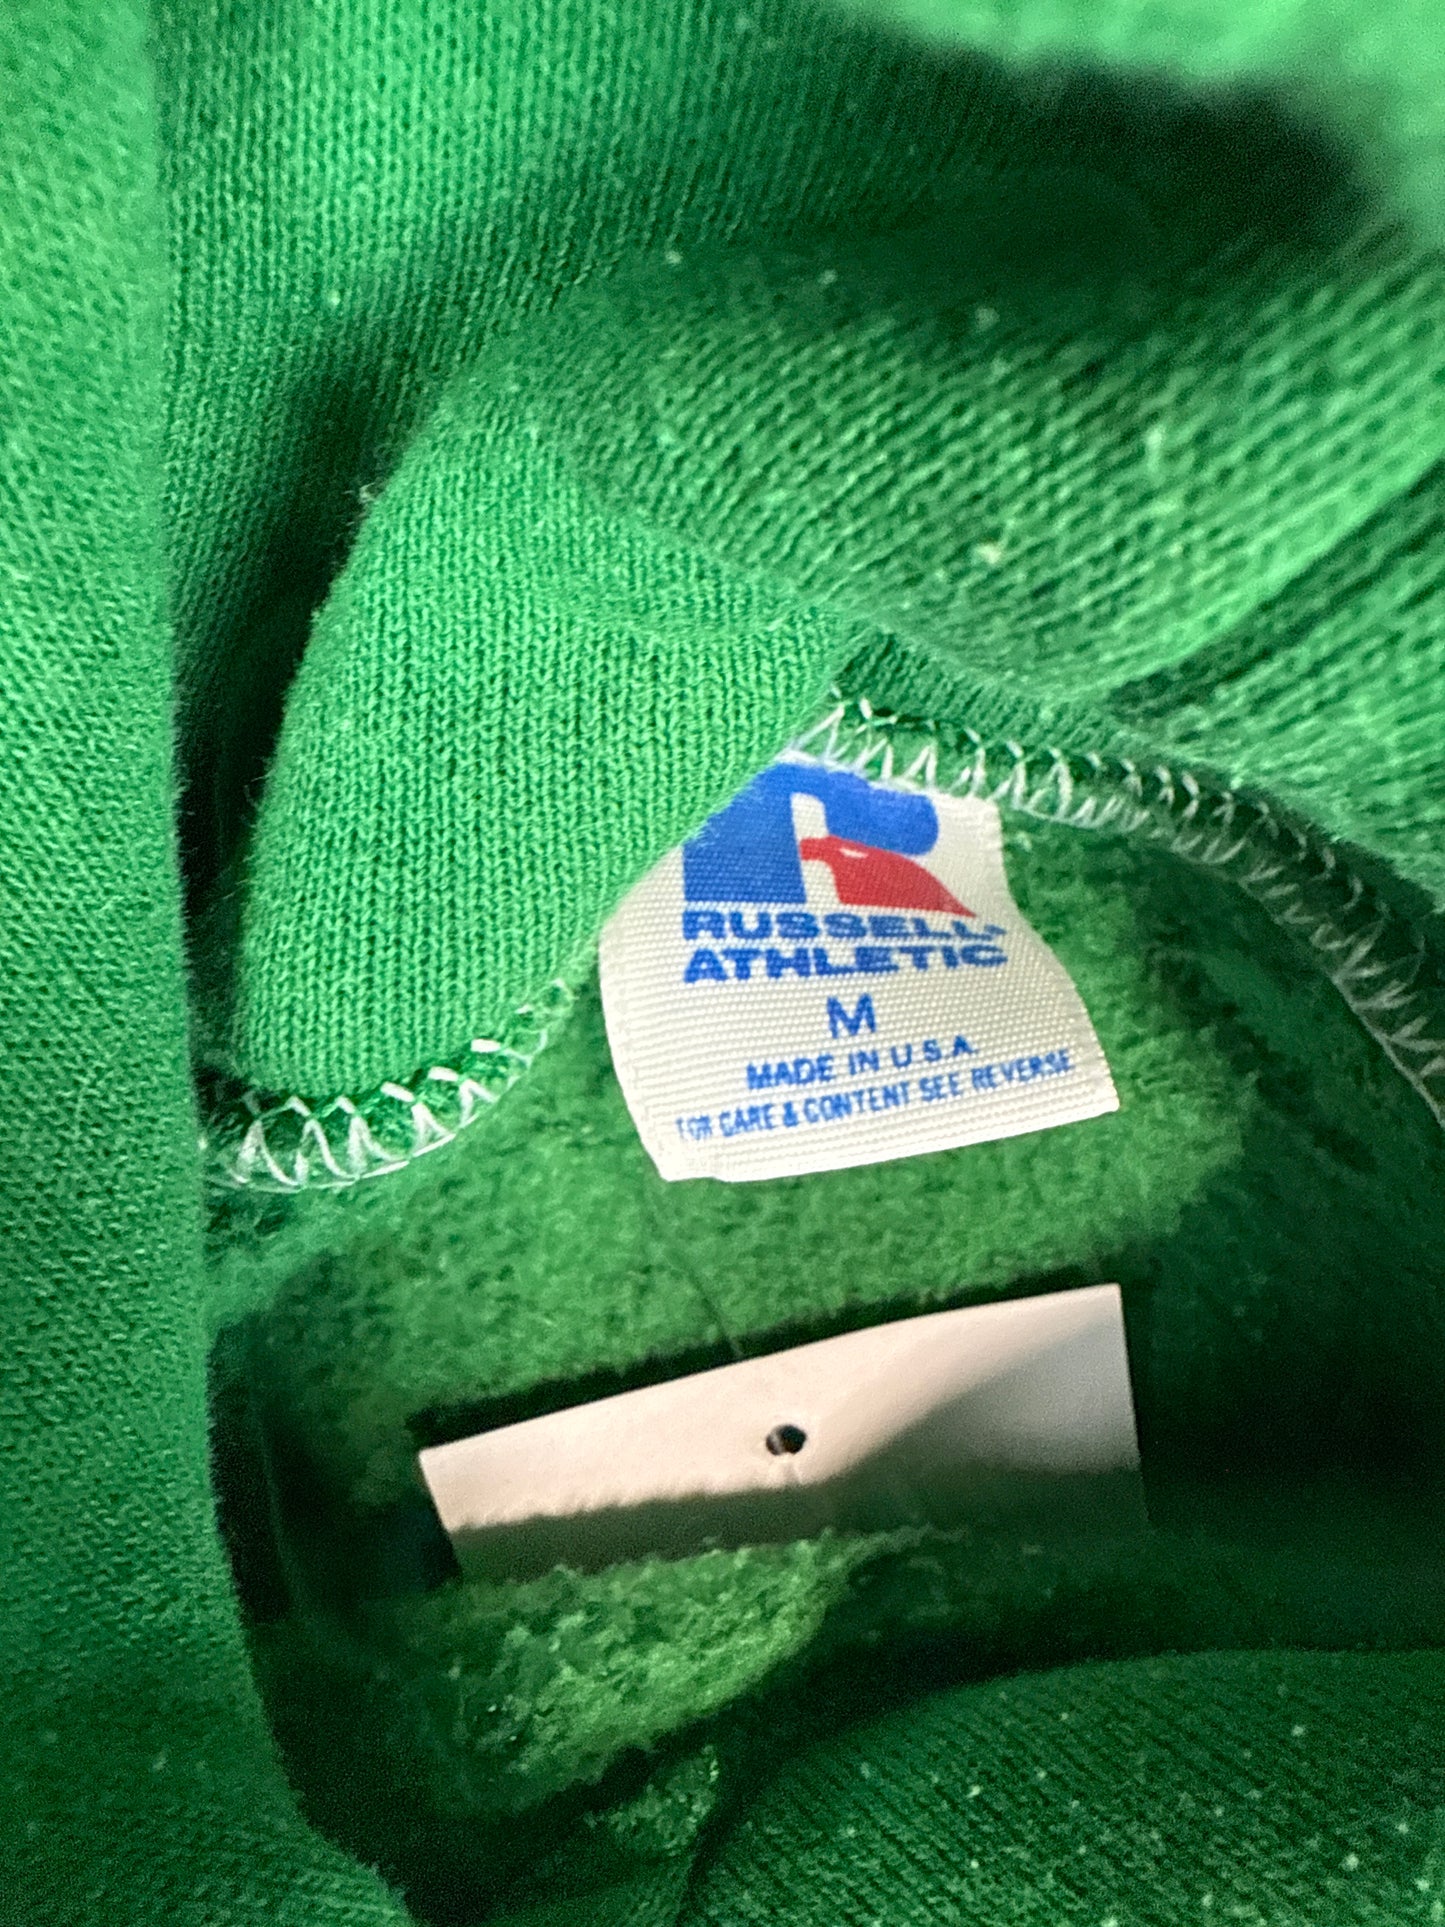 R
RUSSELL
ATHLETIC
M
MADE IN U.S.A.
FOR CARE & CONTENT SEE REVERSE